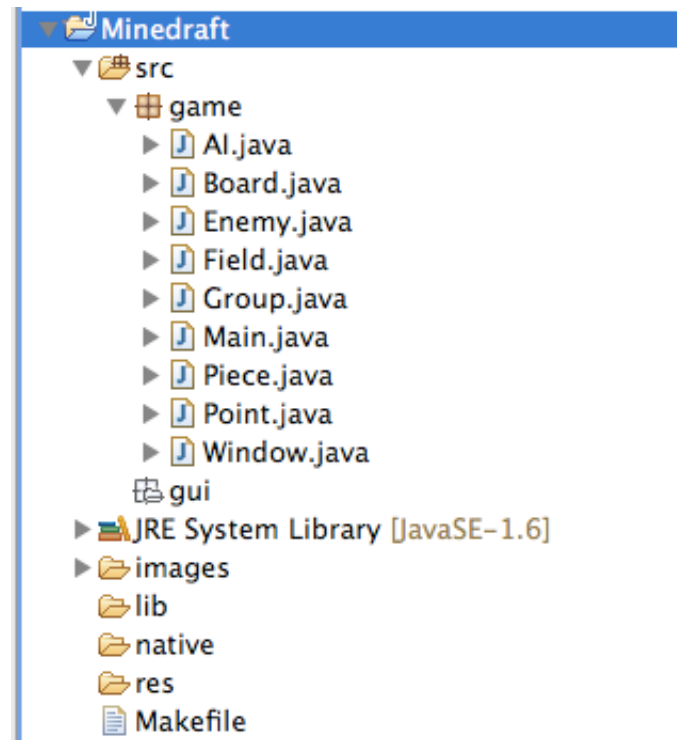 Minedraft
src
game
AI.java
Board.java
Enemy.java
Field.java
Group.java
Main.java
Piece.java
Point.java
Window.java
gui
JRE System Library [JavaSE-1.6]
images
lib
native
res
Makefile